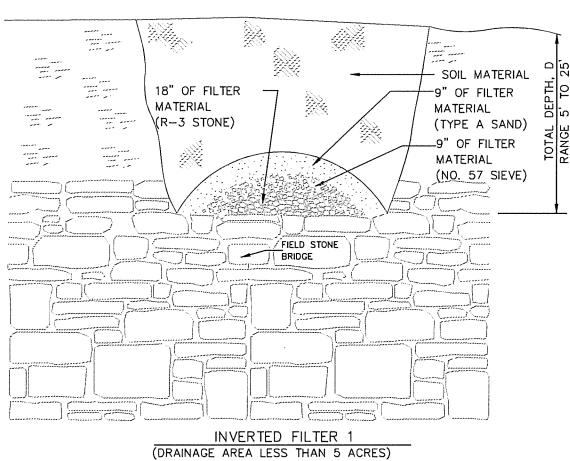 18" OF FILTER
MATERIAL
(R-3 STONE)
SOIL MATERIAL
9" OF FILTER
MATERIAL
(TYPE A SAND)
9" OF FILTER
MATERIAL
(NO. 57 SIEVE)
TOTAL DEPTH, D
RANGE 5' TO 25'
FIELD STONE
BRIDGE
INVERTED FILTER 1
(DRAINAGE AREA LESS THAN 5 ACRES)